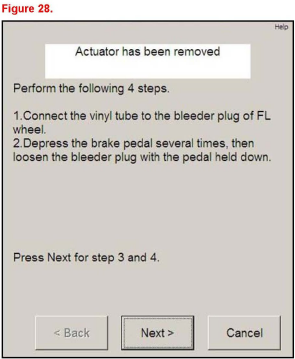 Figure 28.
Help
Actuator has been removed
Perform the following 4 steps.
1.Connect the vinyl tube to the bleeder plug of FL
wheel.
2.Depress the brake pedal several times, then
loosen the bleeder plug with the pedal held down.
Press Next for step 3 and 4.
< Back
Next >
Cancel